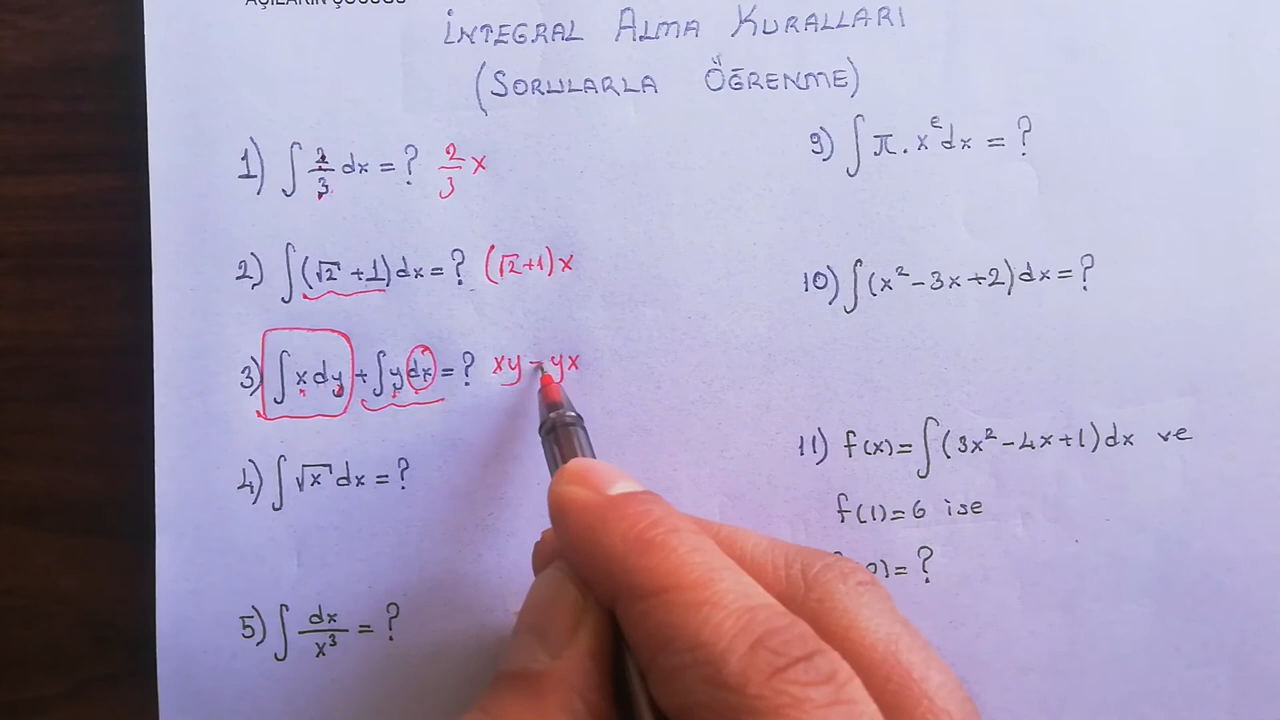 AÇILARIN ÇOCUĞU
İNTEGRAL ALMA KURALLARI
(SORULARLA ÖĞRENME)
1) ∫ 2/3 dx = ? 2/3 x
2) ∫ (√2 + 1) dx = ? (√2+1)x
3) ∫ x dy + ∫ y dx = ? xy - yx
4) ∫ √x dx = ?
5) ∫ dx/x³ = ?
9) ∫ π . x^e dx = ?
10) ∫ (x² - 3x + 2) dx = ?
11) f(x) = ∫ (3x² - 4x + 1) dx ve
f(1) = 6 ise
) = ?